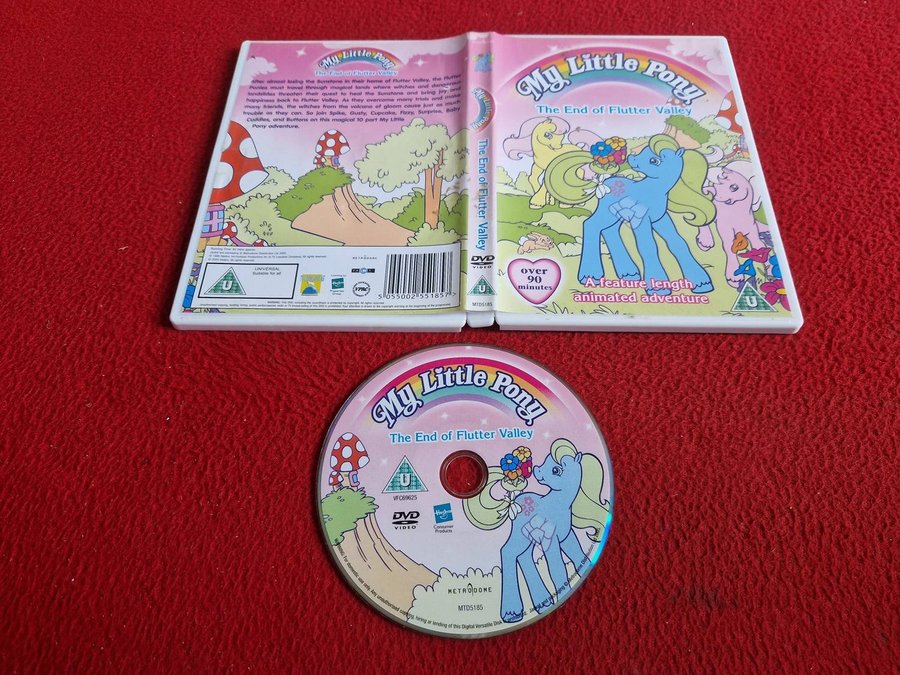 My Little Pony
The End of Flutter Valley
After almost losing the Sunstone in their home of Flutter Valley, the Flutter
Ponies must travel through magical lands where witches and dangerous
landslides threaten their quest to heal the Sunstone and bring joy and
happiness back to Flutter Valley. As they overcome many trials and make
many friends, the witches from the volcano of gloom cause just as much
trouble as they can. So join Spike, Gusty, Cupcake, Fizzy, Surprise, Baby
Cuddles, and Buttons on this magical 10 part My Little
Pony adventure.
U
UNIVERSAL
Suitable for all
METRODOME
VFPC
5 055002 551857
My Little Pony
The End of Flutter Valley
DVD
VIDEO
MTD5185
My Little Pony
The End of Flutter Valley
over
90
minutes
A feature length
animated adventure
U
My Little Pony
The End of Flutter Valley
U
VFC69625
DVD
VIDEO
Hasbro
Consumer
Products
METRODOME
MTD5185